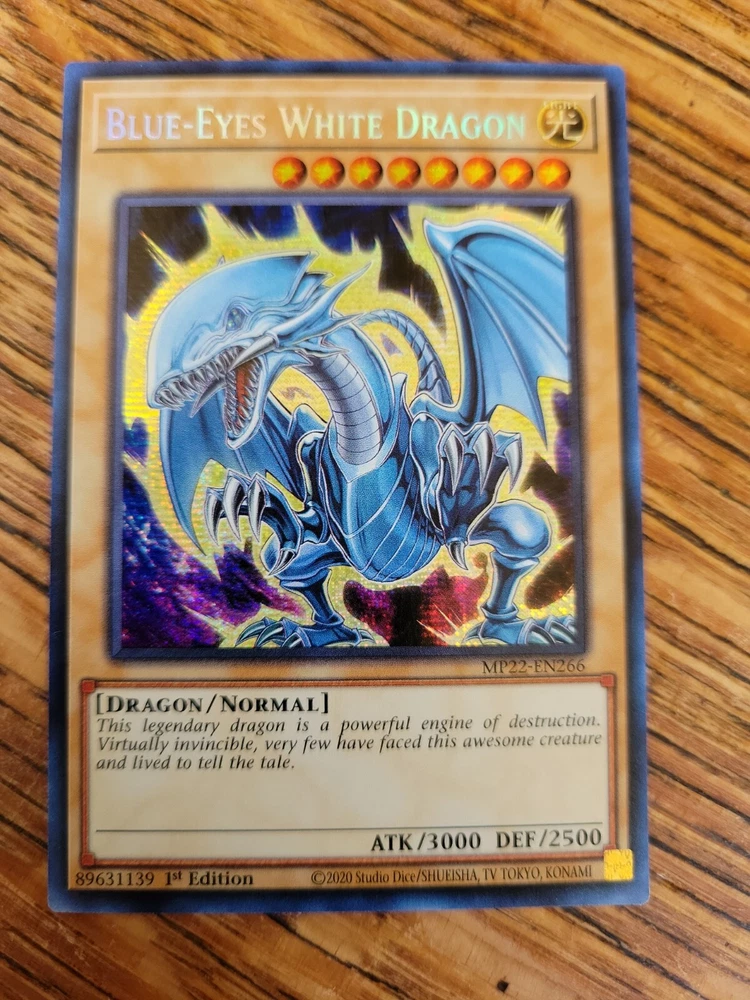 BLUE-EYES WHITE DRAGON
LIGHT
光
MP22-EN266
[DRAGON/NORMAL]
This legendary dragon is a powerful engine of destruction.
Virtually invincible, very few have faced this awesome creature
and lived to tell the tale.
ATK/3000 DEF/2500
89631139 1st Edition
©2020 Studio Dice/SHUEISHA, TV TOKYO, KONAMI